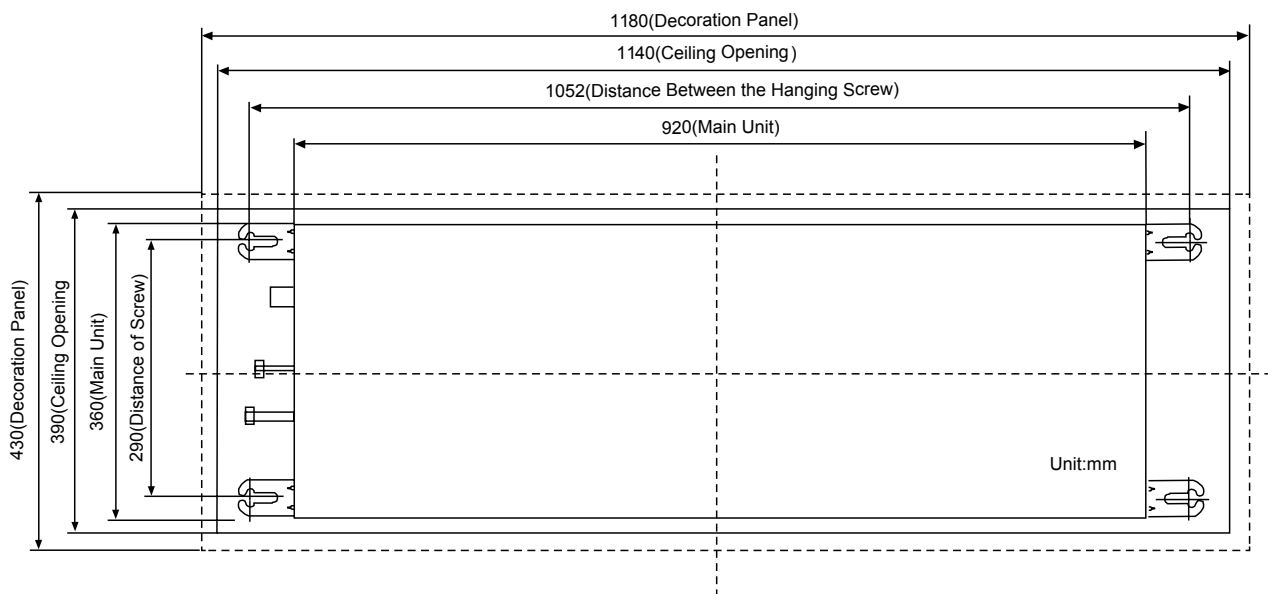 1180(Decoration Panel)
1140(Ceiling Opening)
1052(Distance Between the Hanging Screw)
920(Main Unit)
430(Decoration Panel)
390(Ceiling Opening
360(Main Unit)
290(Distance of Screw)
Unit:mm